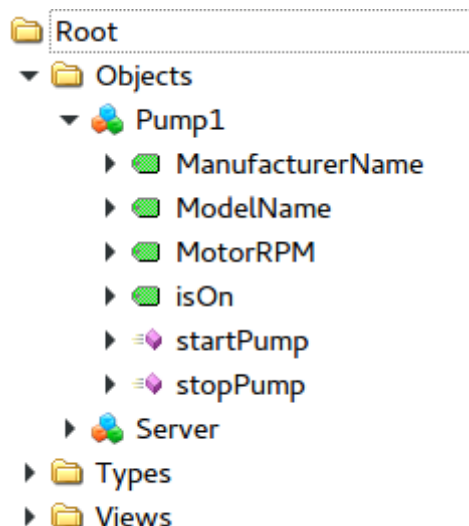 Root
Objects
Pump1
ManufacturerName
ModelName
MotorRPM
isOn
startPump
stopPump
Server
Types
Views